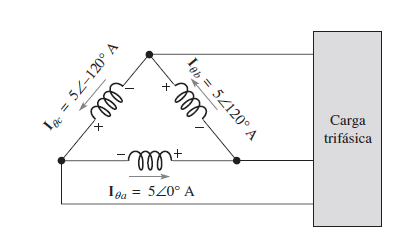 I_θc = 5∠−120° A
I_θb = 5∠120° A
+
−
−
+
− +
I_θa = 5∠0° A
Carga
trifásica